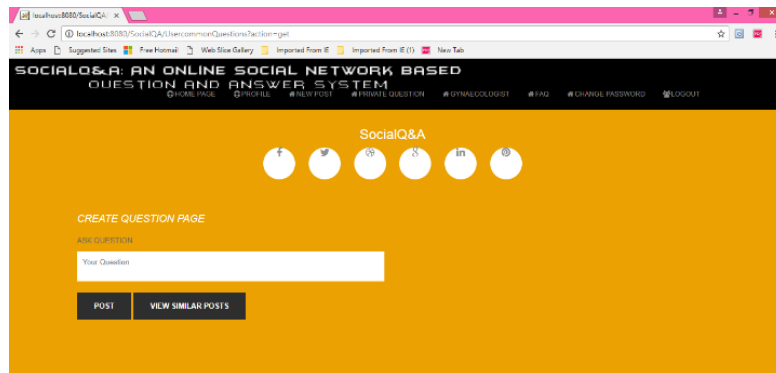 localhost:8080/SocialQA/
localhost:8080/SocialQA/UsercommonQuestions?action=get
Apps Suggested Sites Free Hotmail Web Slice Gallery Imported From IE Imported From IE (1) New Tab
SOCIALQ&A: AN ONLINE SOCIAL NETWORK BASED
QUESTION AND ANSWER SYSTEM
HOME PAGE PROFILE NEW POST PRIVATE QUESTION GYNAECOLOGIST FAQ CHANGE PASSWORD LOGOUT
SocialQ&A
CREATE QUESTION PAGE
ASK QUESTION
Your Question
POST VIEW SIMILAR POSTS